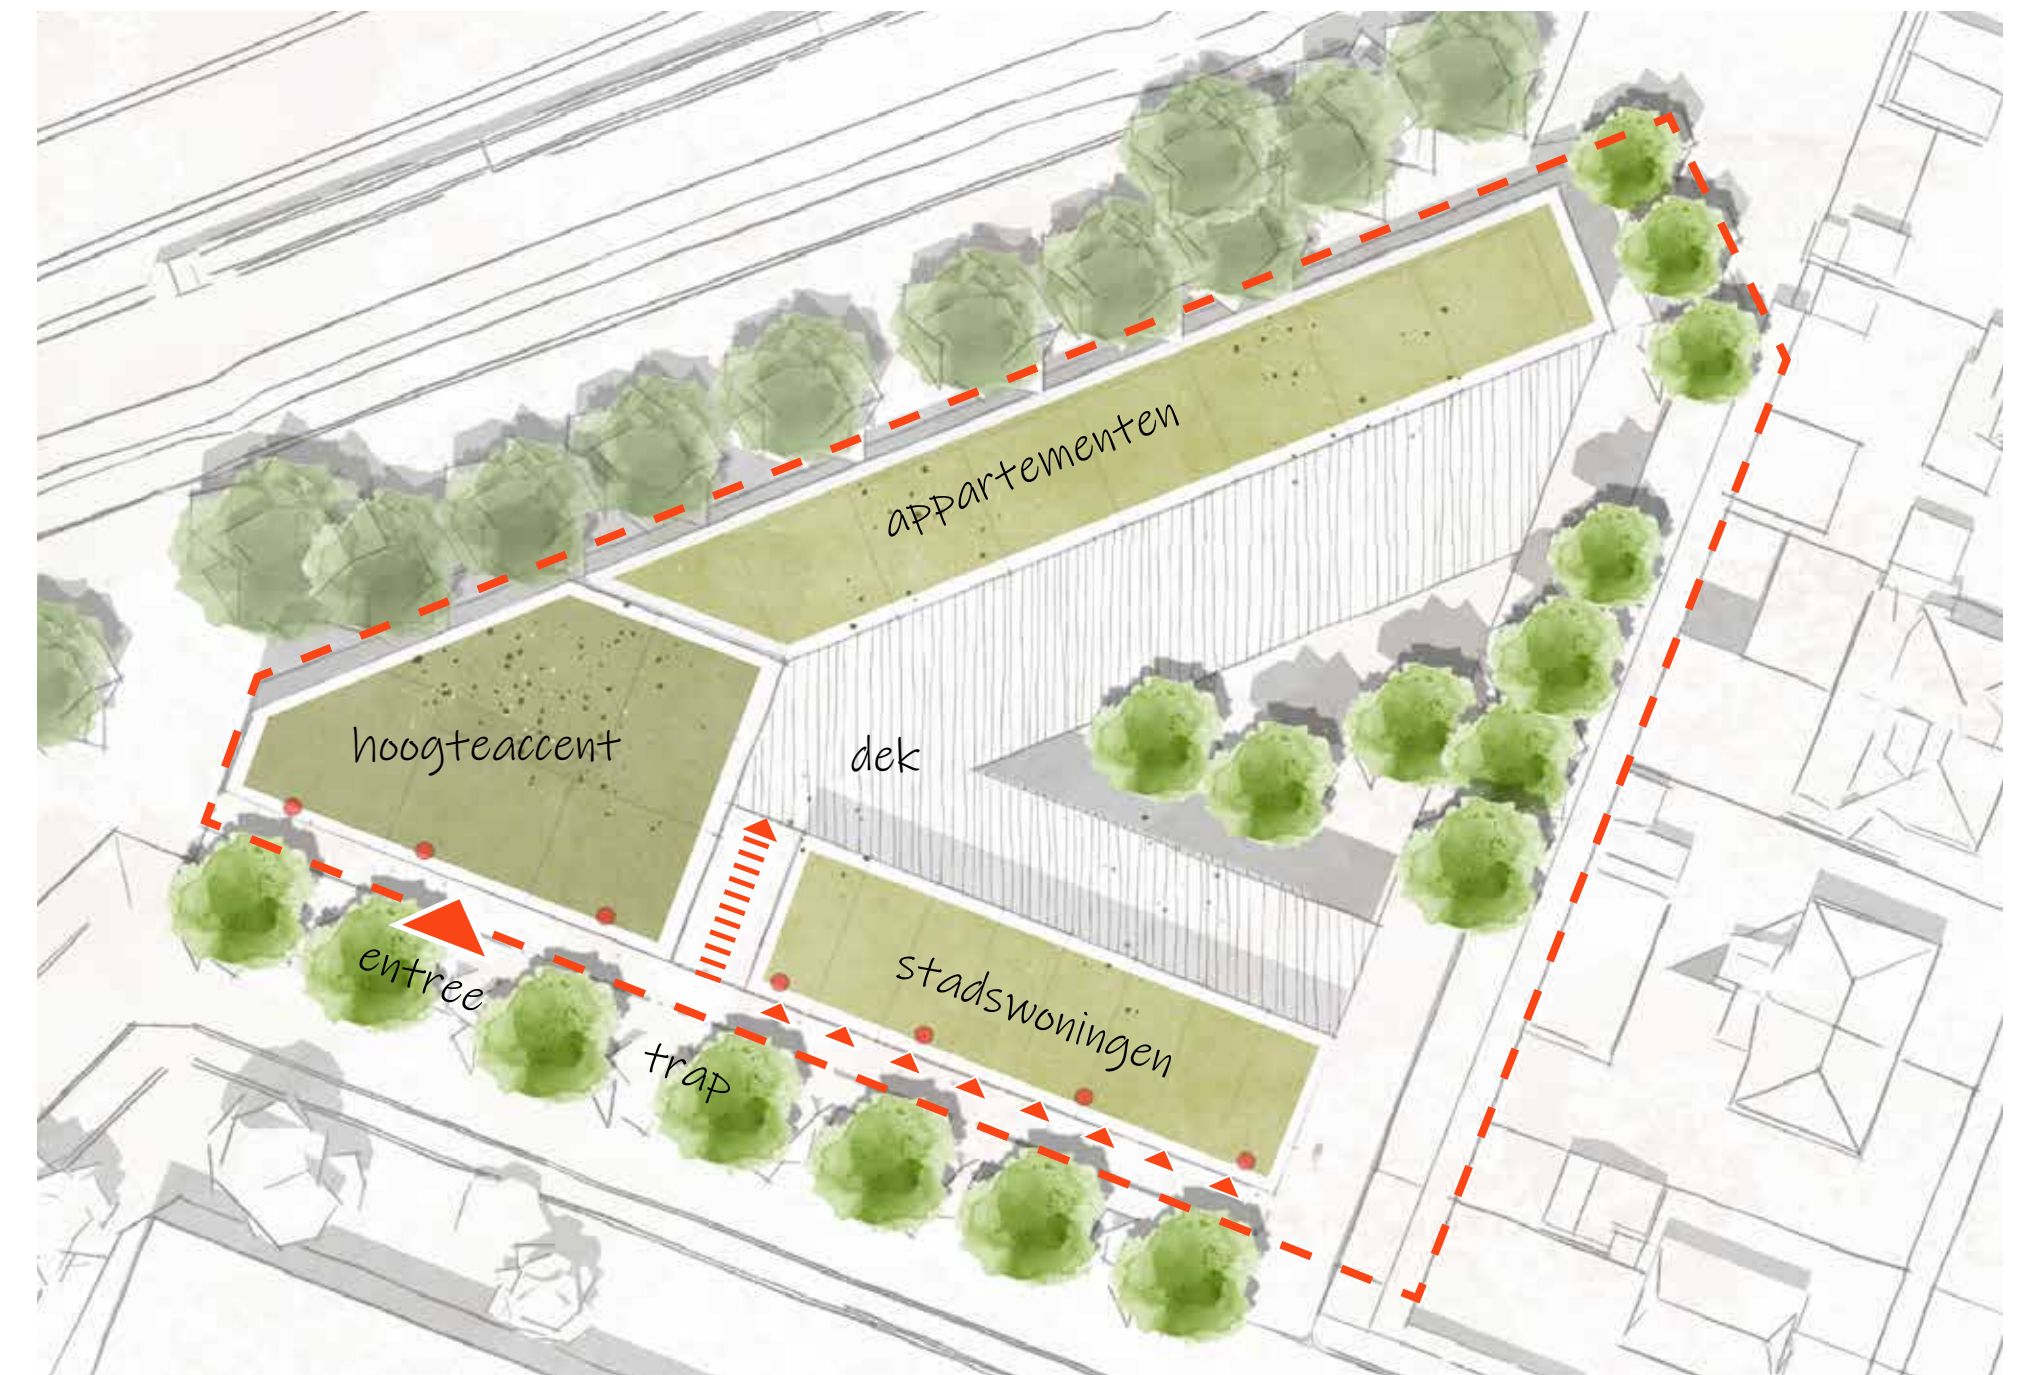 appartementen
hoogteaccent
dek
entree
stadswoningen
trap